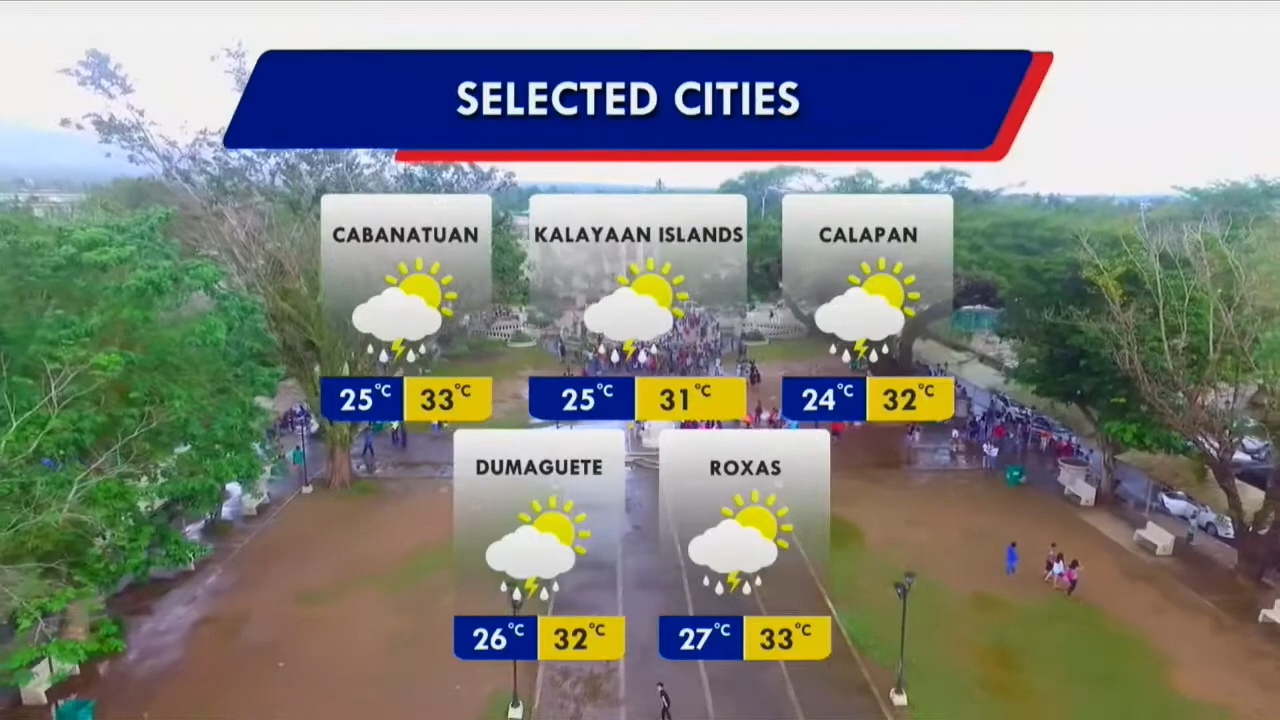 SELECTED CITIES
CABANATUAN
25°C 33°C
KALAYAAN ISLANDS
25°C 31°C
CALAPAN
24°C 32°C
DUMAGUETE
26°C 32°C
ROXAS
27°C 33°C